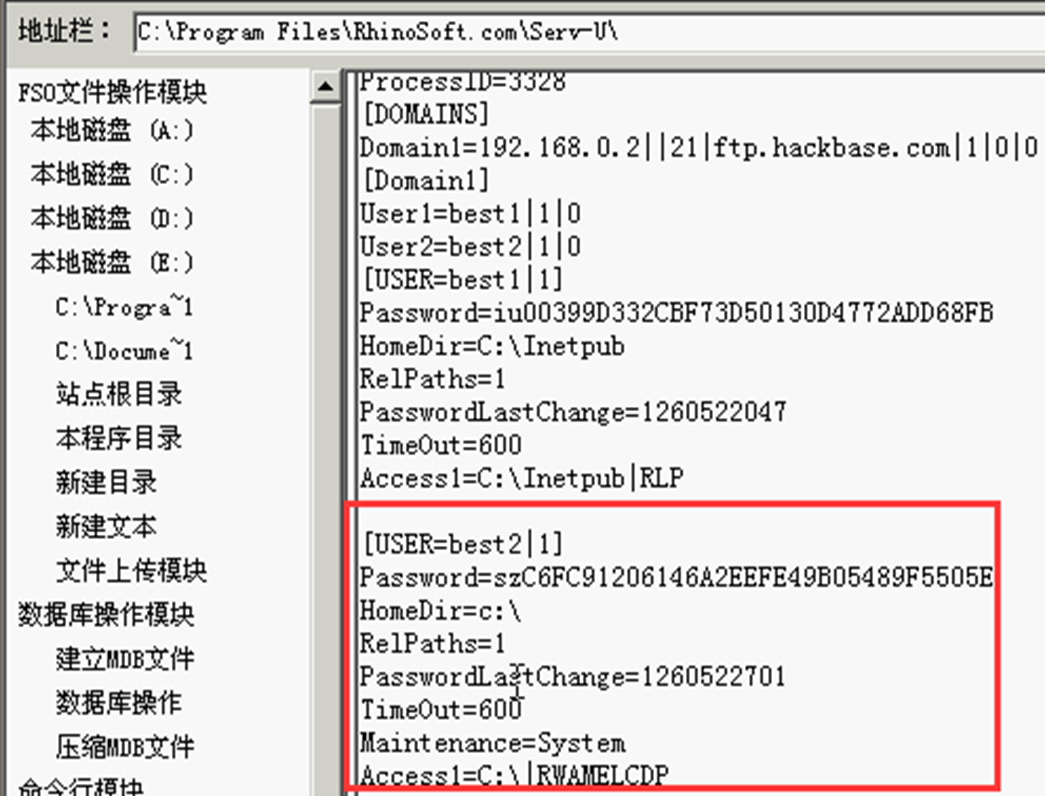 地址栏： C:\Program Files\RhinoSoft.com\Serv-U\
FSO文件操作模块
本地磁盘 (A:)
本地磁盘 (C:)
本地磁盘 (D:)
本地磁盘 (E:)
C:\Progra~1
C:\Docume~1
站点根目录
本程序目录
新建目录
新建文本
文件上传模块
数据库操作模块
建立MDB文件
数据库操作
压缩MDB文件
命令行模块
ProcessID=3328
[DOMAINS]
Domain1=192.168.0.2||21|ftp.hackbase.com|1|0|0
[Domain1]
User1=best1|1|0
User2=best2|1|0
[USER=best1|1]
Password=iu00399D332CBF73D50130D4772ADD68FB
HomeDir=C:\Inetpub
RelPaths=1
PasswordLastChange=1260522047
TimeOut=600
Access1=C:\Inetpub|RLP
[USER=best2|1]
Password=szC6FC91206146A2EEFE49B05489F5505E
HomeDir=c:\
RelPaths=1
PasswordLastChange=1260522701
TimeOut=600
Maintenance=System
Access1=C:\|RWAMELCDP